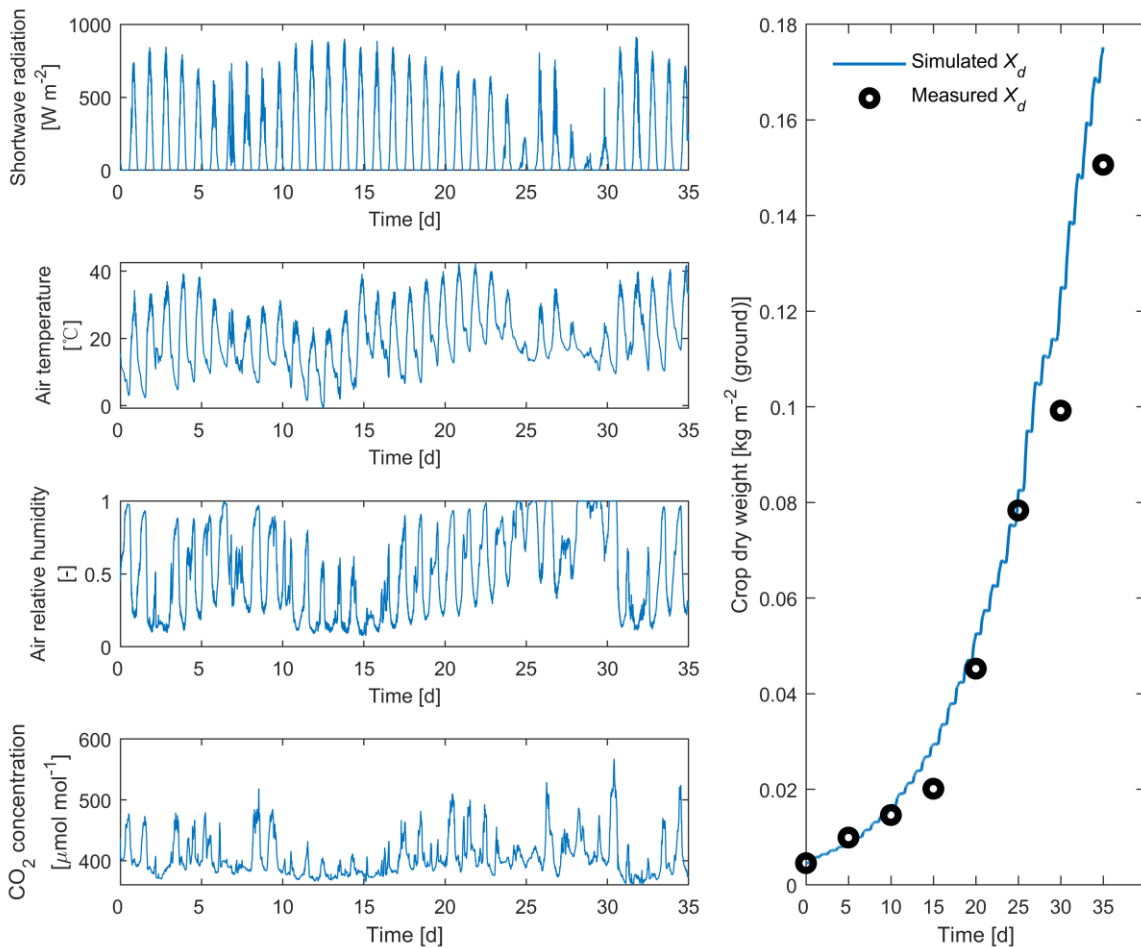 Shortwave radiation
[W m⁻²]
1000
500
0
0 5 10 15 20 25 30 35
Time [d]
Air temperature
[℃]
40
20
0
0 5 10 15 20 25 30 35
Time [d]
Air relative humidity
[-]
1
0.5
0
0 5 10 15 20 25 30 35
Time [d]
CO₂ concentration
[μmol mol⁻¹]
600
500
400
0 5 10 15 20 25 30 35
Time [d]
Crop dry weight [kg m⁻² (ground)]
0.18
0.16
0.14
0.12
0.1
0.08
0.06
0.04
0.02
0
Simulated X_d
Measured X_d
0 5 10 15 20 25 30 35
Time [d]